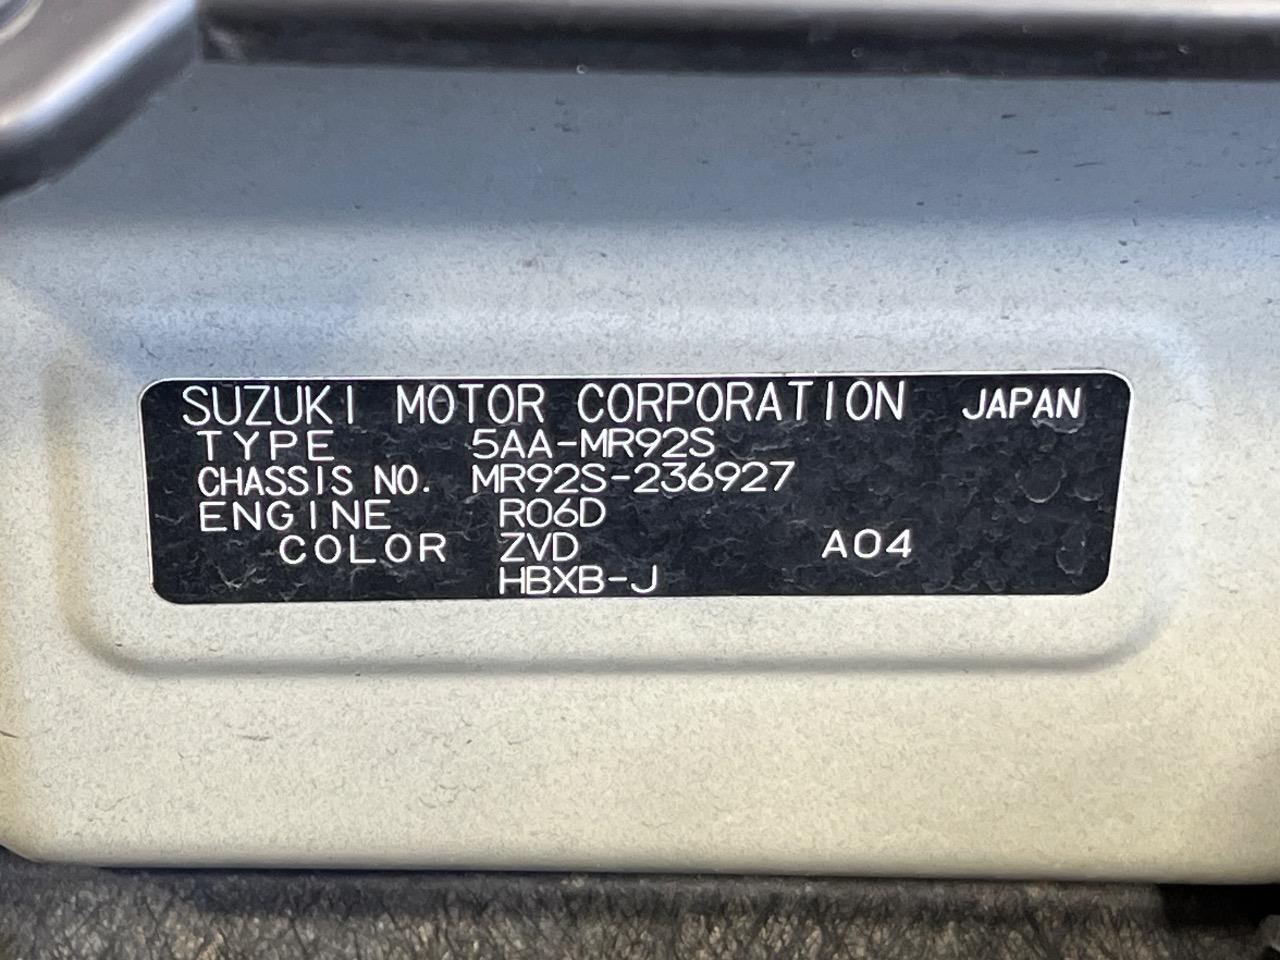 SUZUKI MOTOR CORPORATION JAPAN
TYPE 5AA-MR92S
CHASSIS NO. MR92S-236927
ENGINE R06D
COLOR ZVD A04
HBXB-J